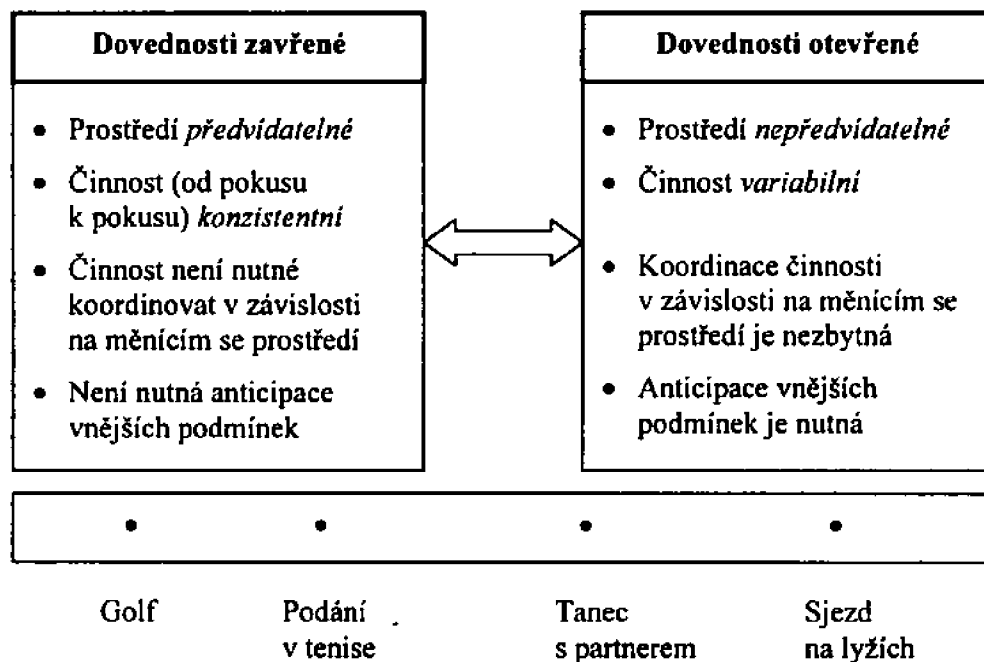 Dovednosti zavřené
• Prostředí předvídatelné
• Činnost (od pokusu
k pokusu) konzistentní
• Činnost není nutné
koordinovat v závislosti
na měnícím se prostředí
• Není nutná anticipace
vnějších podmínek
Dovednosti otevřené
• Prostředí nepředvídatelné
• Činnost variabilní
• Koordinace činnosti
v závislosti na měnícím se
prostředí je nezbytná
• Anticipace vnějších
podmínek je nutná
Golf
Podání
v tenise
Tanec
s partnerem
Sjezd
na lyžích